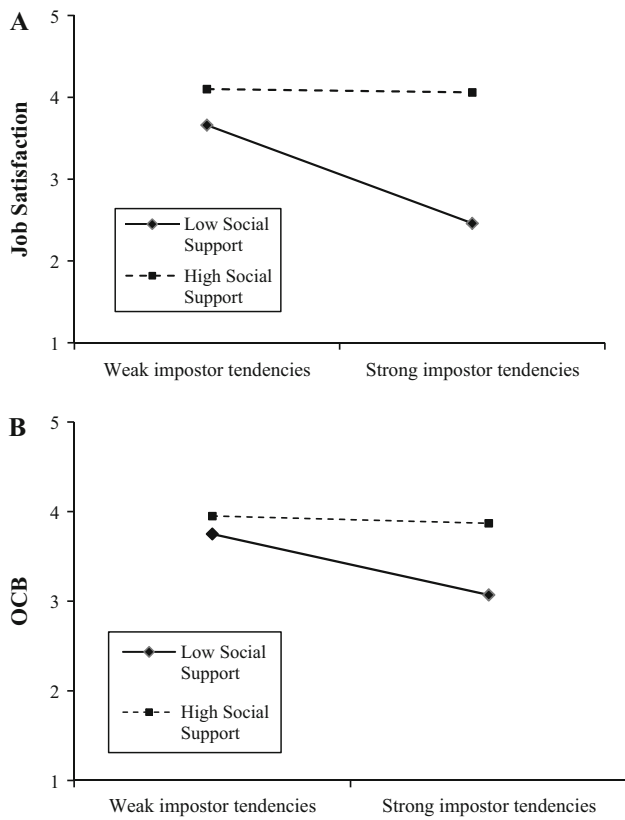 A
5
4
3
2
1
Job Satisfaction
Low Social
Support
High Social
Support
Weak impostor tendencies
Strong impostor tendencies
B
5
4
3
2
1
OCB
Low Social
Support
High Social
Support
Weak impostor tendencies
Strong impostor tendencies